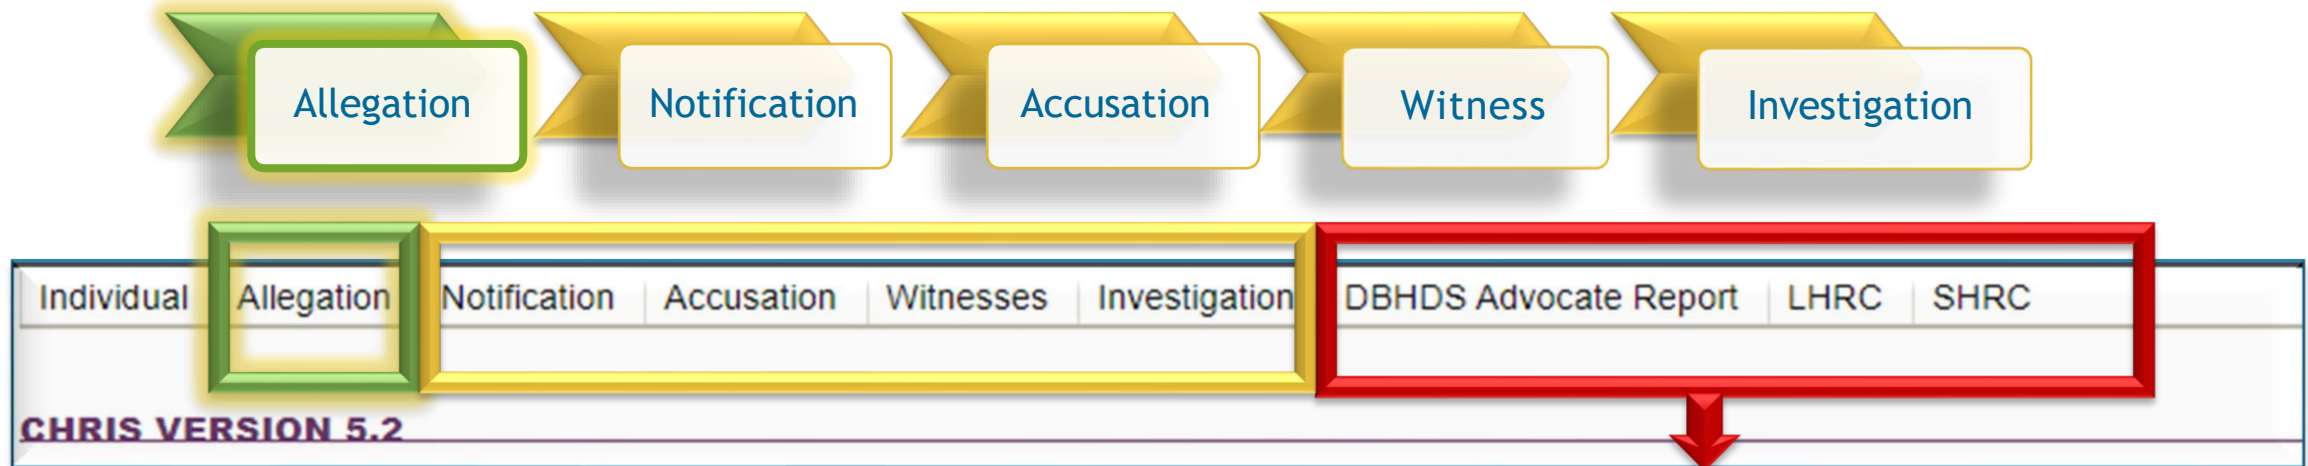 Allegation Notification Accusation Witness Investigation
Individual Allegation Notification Accusation Witnesses Investigation DBHDS Advocate Report LHRC SHRC
CHRIS VERSION 5.2